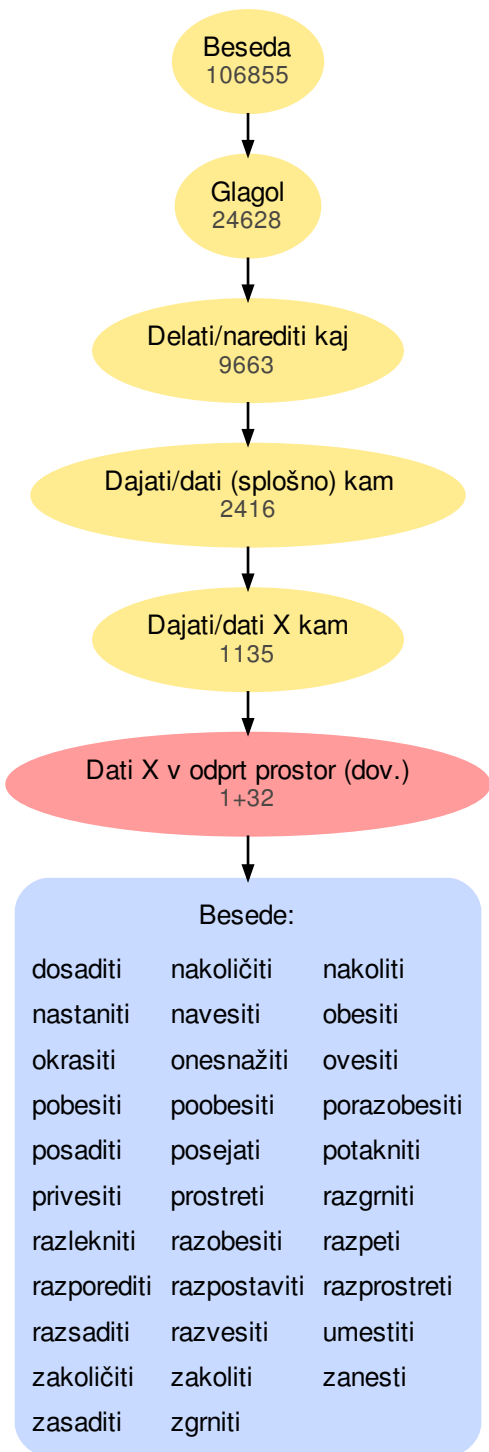 Beseda
106855
Glagol
24628
Delati/narediti kaj
9663
Dajati/dati (splošno) kam
2416
Dajati/dati X kam
1135
Dati X v odprt prostor (dov.)
1+32
Besede:
dosaditi nakoličiti nakoliti
nastaniti navesiti obesiti
okrasiti onesnažiti ovesiti
pobesiti poobesiti porazobesiti
posaditi posejati potakniti
privesiti prostreti razgrniti
razlekniti razobesiti razpeti
razporediti razpostaviti razprostreti
razsaditi razvesiti umestiti
zakoličiti zakoliti zanesti
zasaditi zgrniti